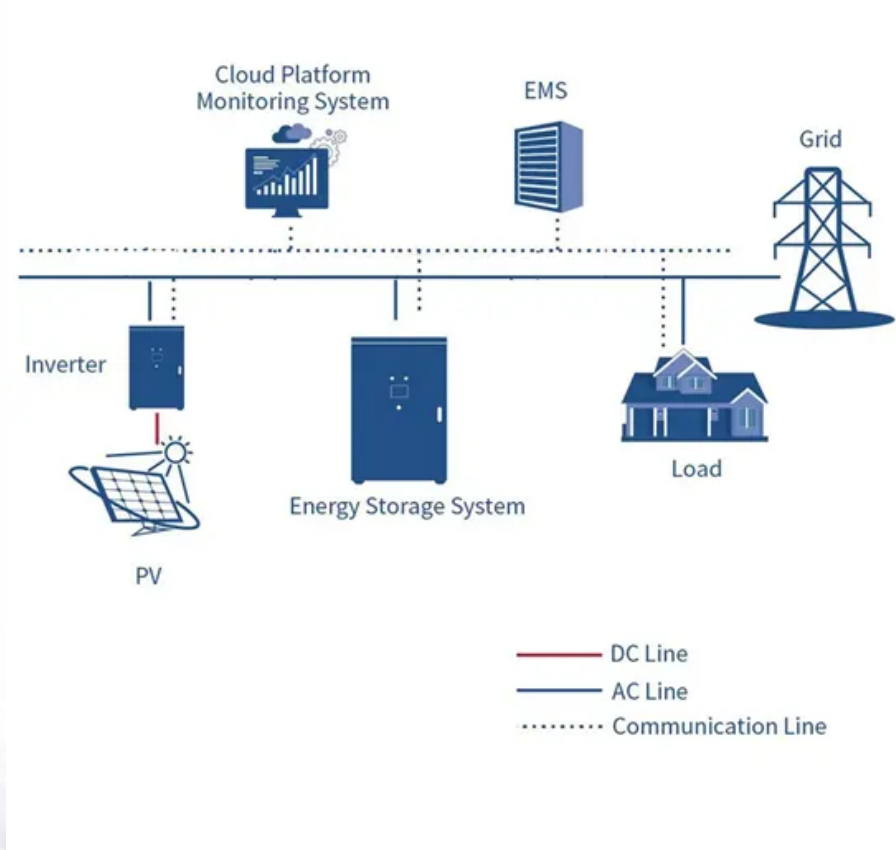 Cloud Platform
Monitoring System
EMS
Grid
Inverter
Load
Energy Storage System
PV
DC Line
AC Line
Communication Line